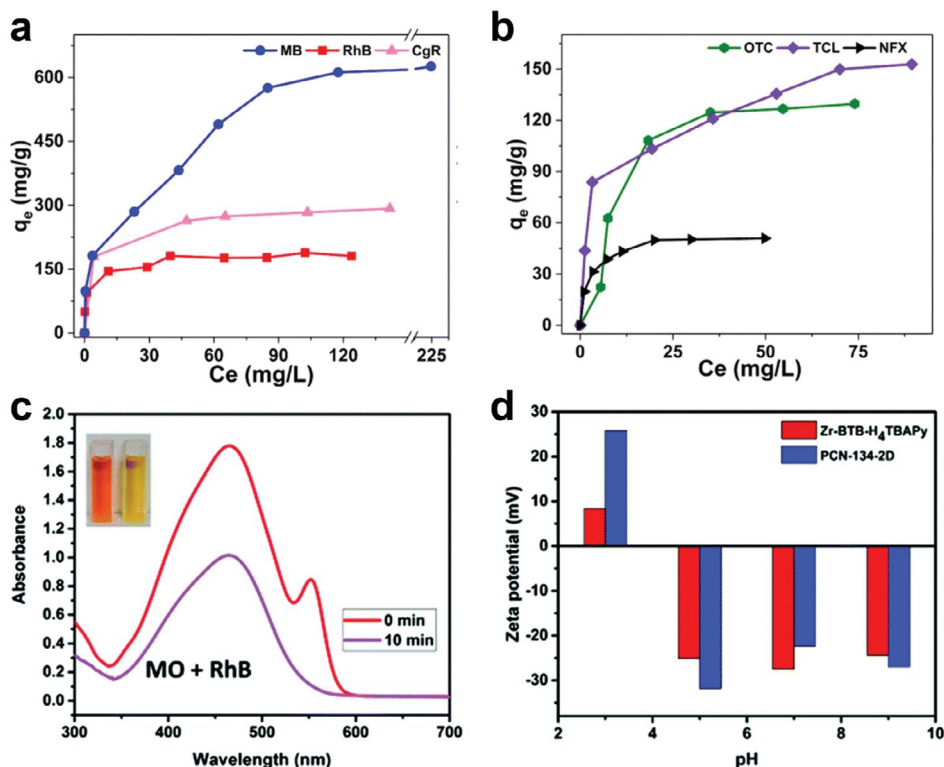 a
MB RhB CgR
600
450
300
150
0
qe (mg/g)
0 30 60 90 120 225
Ce (mg/L)
b
OTC TCL NFX
150
120
90
60
30
0
qe (mg/g)
0 25 50 75
Ce (mg/L)
c
2.0
1.8
1.6
1.4
1.2
1.0
0.8
0.6
0.4
0.2
0.0
Absorbance
0 min
10 min
MO + RhB
300 400 500 600 700
Wavelength (nm)
d
30
20
10
0
-10
-20
-30
Zeta potential (mV)
Zr-BTB-H4TBAPy
PCN-134-2D
2 4 6 8 10
pH